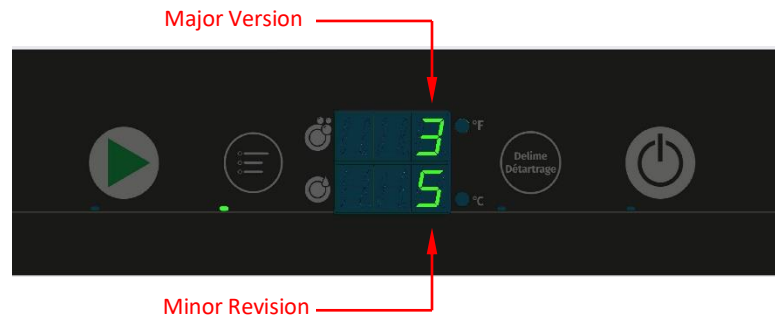 Major Version
3
°F
Delime
Détartrage
5
°C
Minor Revision